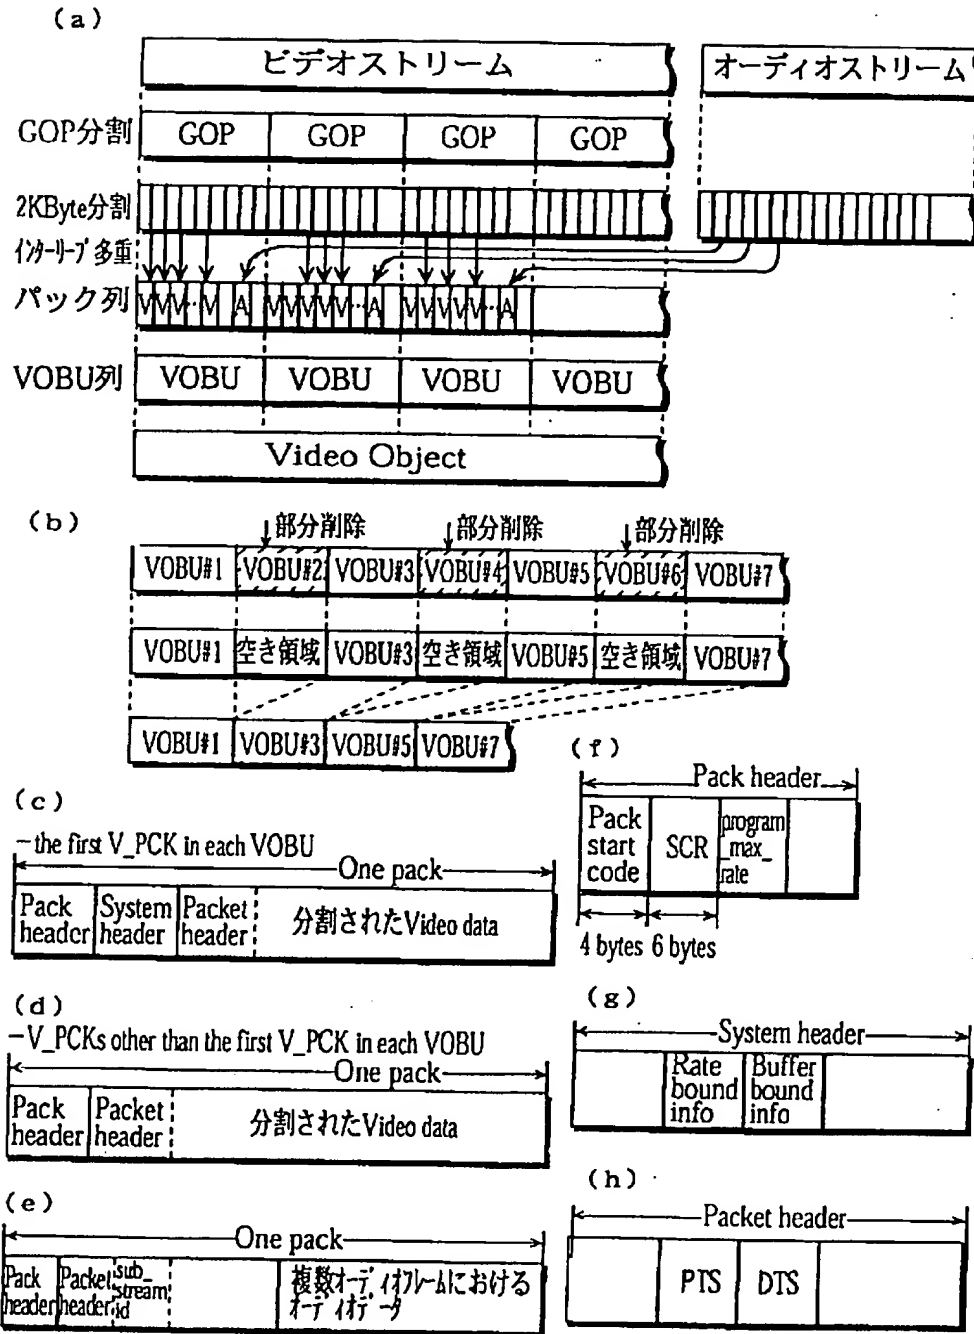 (a)
ビデオストリーム
オーディオストリーム
GOP分割
GOP
GOP
GOP
GOP
2KByte分割
インターリーブ多重
パック列
V V V … V A V V V V V … A V V V V V … A
VOBU列
VOBU
VOBU
VOBU
VOBU
Video Object
(b)
部分削除
部分削除
部分削除
VOBU#1
VOBU#2
VOBU#3
VOBU#4
VOBU#5
VOBU#6
VOBU#7
VOBU#1
空き領域
VOBU#3
空き領域
VOBU#5
空き領域
VOBU#7
VOBU#1
VOBU#3
VOBU#5
VOBU#7
(c)
-the first V_PCK in each VOBU
One pack
Pack
header
System
header
Packet
header
分割されたVideo data
(d)
-V_PCKs other than the first V_PCK in each VOBU
One pack
Pack
header
Packet
header
分割されたVideo data
(e)
One pack
Pack
header
Packet
header
sub_
stream
id
複数オーディオフレームにおける
オーディオデータ
(f)
Pack header
Pack
start
code
SCR
program
_max_
rate
4 bytes
6 bytes
(g)
System header
Rate
bound
info
Buffer
bound
info
(h)
Packet header
PTS
DTS